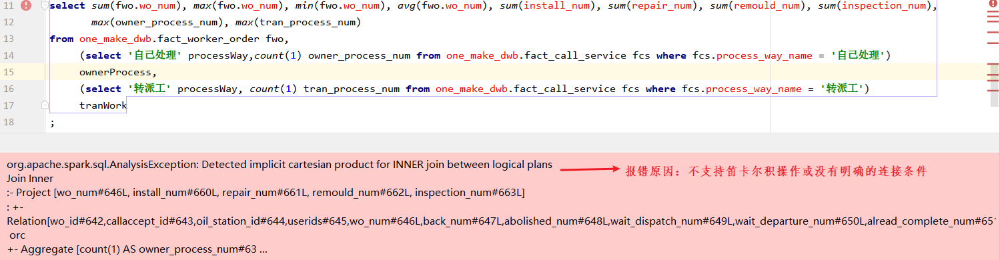 11 select sum(fwo.wo_num), max(fwo.wo_num), min(fwo.wo_num), avg(fwo.wo_num), sum(install_num), sum(repair_num), sum(remould_num), sum(inspection_num),
12 max(owner_process_num), max(tran_process_num)
13 from one_make_dwb.fact_worker_order fwo,
14 (select '自己处理' processWay,count(1) owner_process_num from one_make_dwb.fact_call_service fcs where fcs.process_way_name = '自己处理')
15 ownerProcess,
16 (select '转派工' processWay, count(1) tran_process_num from one_make_dwb.fact_call_service fcs where fcs.process_way_name = '转派工')
17 tranWork
18 ;
org.apache.spark.sql.AnalysisException: Detected implicit cartesian product for INNER join between logical plans
报错原因：不支持笛卡尔积操作或没有明确的连接条件
Join Inner
:- Project [wo_num#646L, install_num#660L, repair_num#661L, remould_num#662L, inspection_num#663L]
: +-
Relation[wo_id#642,callaccept_id#643,oil_station_id#644,userids#645,wo_num#646L,back_num#647L,abolished_num#648L,wait_dispatch_num#649L,wait_departure_num#650L,alread_complete_num#651
orc
+- Aggregate [count(1) AS owner_process_num#63 ...